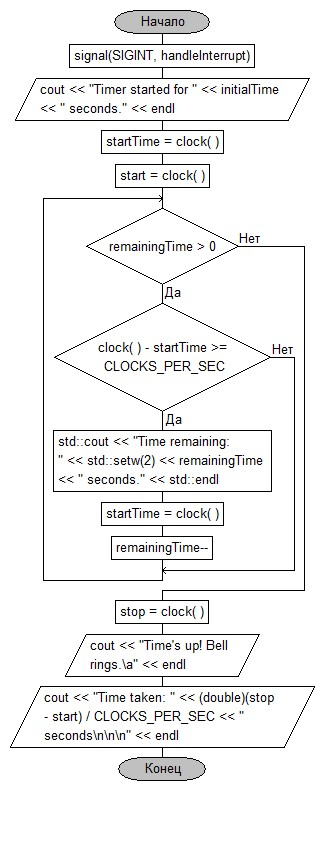 Начало
signal(SIGINT, handleInterrupt)
cout << "Timer started for " << initialTime
<< " seconds." << endl
startTime = clock( )
start = clock( )
remainingTime > 0
Нет
Да
clock( ) - startTime >=
CLOCKS_PER_SEC
Нет
Да
std::cout << "Time remaining:
" << std::setw(2) << remainingTime
<< " seconds." << std::endl
startTime = clock( )
remainingTime--
stop = clock( )
cout << "Time's up! Bell
rings.\a" << endl
cout << "Time taken: " << (double)(stop
- start) / CLOCKS_PER_SEC << "
seconds\n\n\n" << endl
Конец